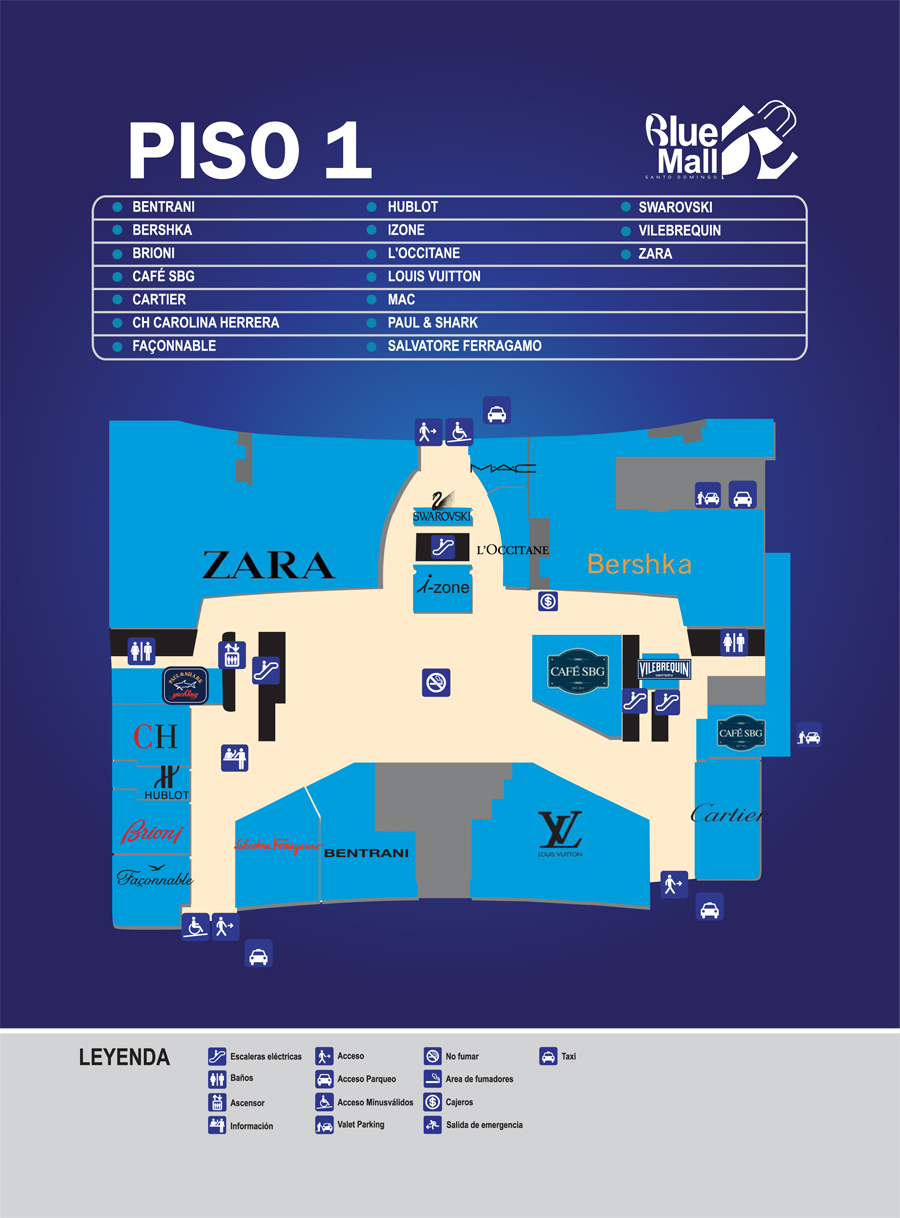 PISO 1
Blue
Mall
SANTO DOMINGO
BENTRANI
BERSHKA
BRIONI
CAFÉ SBG
CARTIER
CH CAROLINA HERRERA
FAÇONNABLE
HUBLOT
IZONE
L'OCCITANE
LOUIS VUITTON
MAC
PAUL & SHARK
SALVATORE FERRAGAMO
SWAROVSKI
VILEBREQUIN
ZARA
MAC
SWAROVSKI
L'OCCITANE
ZARA
Bershka
i-zone
PAUL & SHARK
yachting
CAFÉ SBG
VILEBREQUIN
CH
CAFÉ SBG
HUBLOT
Cartier
Brioni
Salvatore Ferragamo
BENTRANI
LV
LOUIS VUITTON
Façonnable
LEYENDA
Escaleras eléctricas
Baños
Ascensor
Información
Acceso
Acceso Parqueo
Acceso Minusválidos
Valet Parking
No fumar
Area de fumadores
Cajeros
Salida de emergencia
Taxi